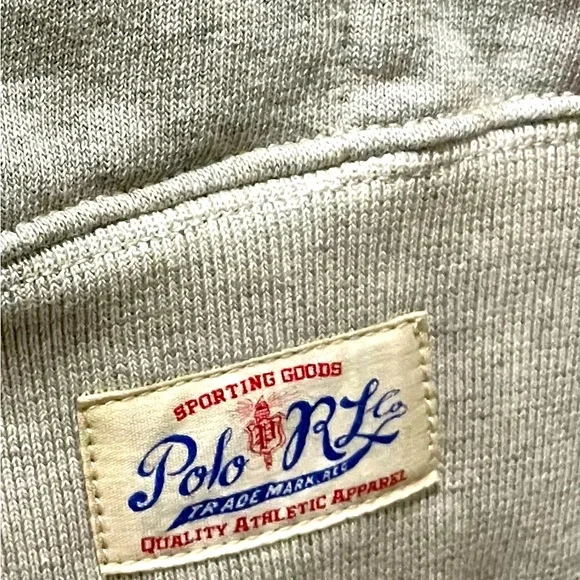 SPORTING GOODS
Polo P RL Co
TRADE MARK. REG
QUALITY ATHLETIC APPAREL